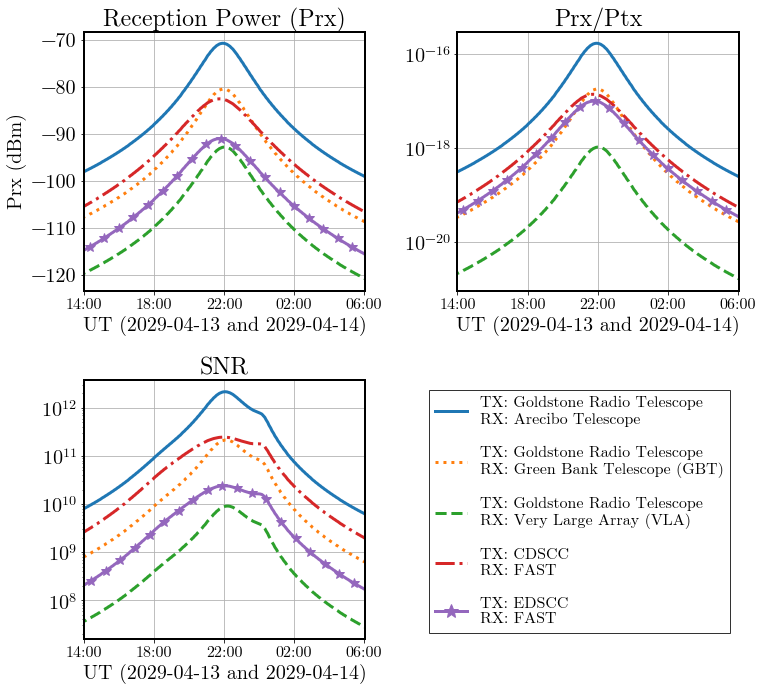 Reception Power (Prx)
Prx (dBm)
−70
−80
−90
−100
−110
−120
14:00 18:00 22:00 02:00 06:00
UT (2029-04-13 and 2029-04-14)
Prx/Ptx
10⁻¹⁶
10⁻¹⁸
10⁻²⁰
14:00 18:00 22:00 02:00 06:00
UT (2029-04-13 and 2029-04-14)
SNR
10¹²
10¹¹
10¹⁰
10⁹
10⁸
14:00 18:00 22:00 02:00 06:00
UT (2029-04-13 and 2029-04-14)
TX: Goldstone Radio Telescope
RX: Arecibo Telescope
TX: Goldstone Radio Telescope
RX: Green Bank Telescope (GBT)
TX: Goldstone Radio Telescope
RX: Very Large Array (VLA)
TX: CDSCC
RX: FAST
TX: EDSCC
RX: FAST